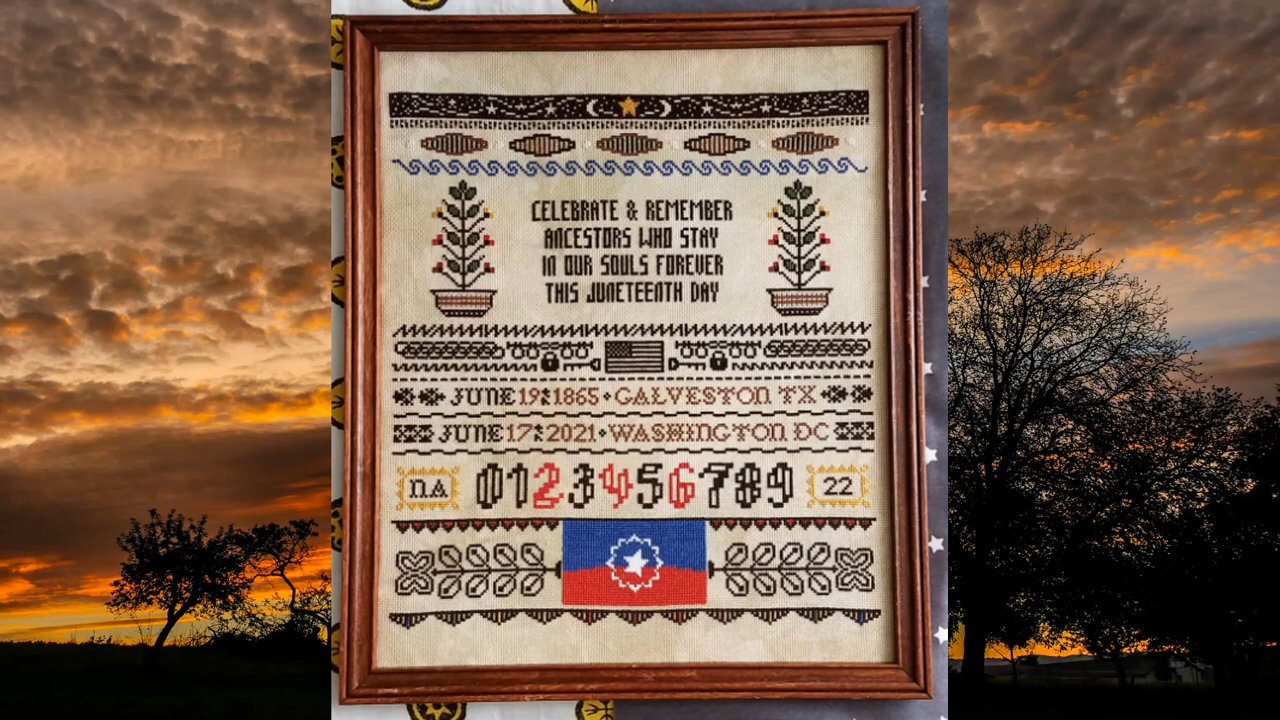 CELEBRATE & REMEMBER
ANCESTORS WHO STAY
IN OUR SOULS FOREVER
THIS JUNETEENTH DAY
JUNE 19 : 1865 • GALVESTON TX
JUNE 17 : 2021 • WASHINGTON DC
NA 0123456789 22